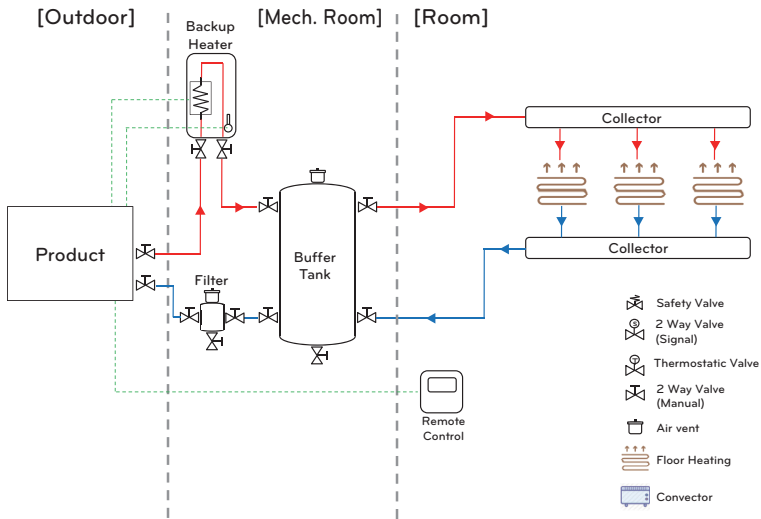 [Outdoor]
[Mech. Room]
[Room]
Backup
Heater
Collector
Product
Buffer
Tank
Filter
Collector
Remote
Control
Safety Valve
S
2 Way Valve
(Signal)
T
Thermostatic Valve
2 Way Valve
(Manual)
Air vent
Floor Heating
Convector